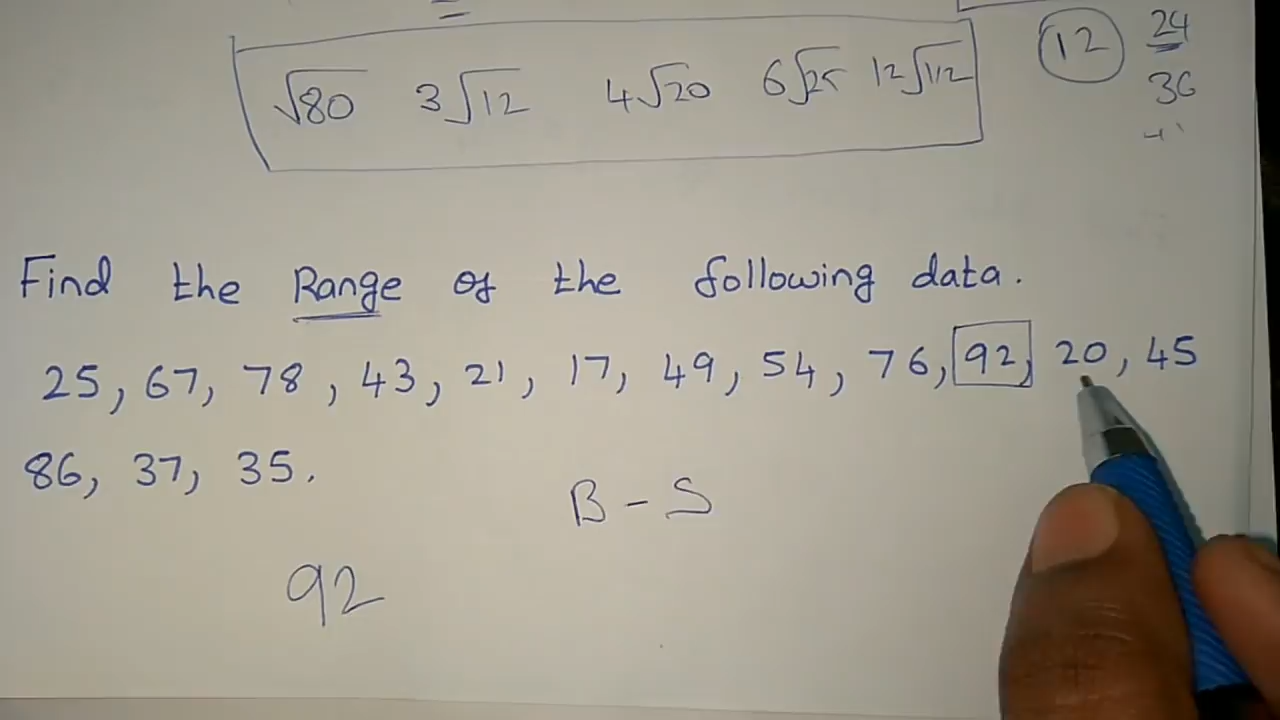 √80 3√12 4√20 6√25 12√112
12
24
36
Find the Range of the following data.
25, 67, 78, 43, 21, 17, 49, 54, 76, 92, 20, 45
86, 37, 35.
B - S
92